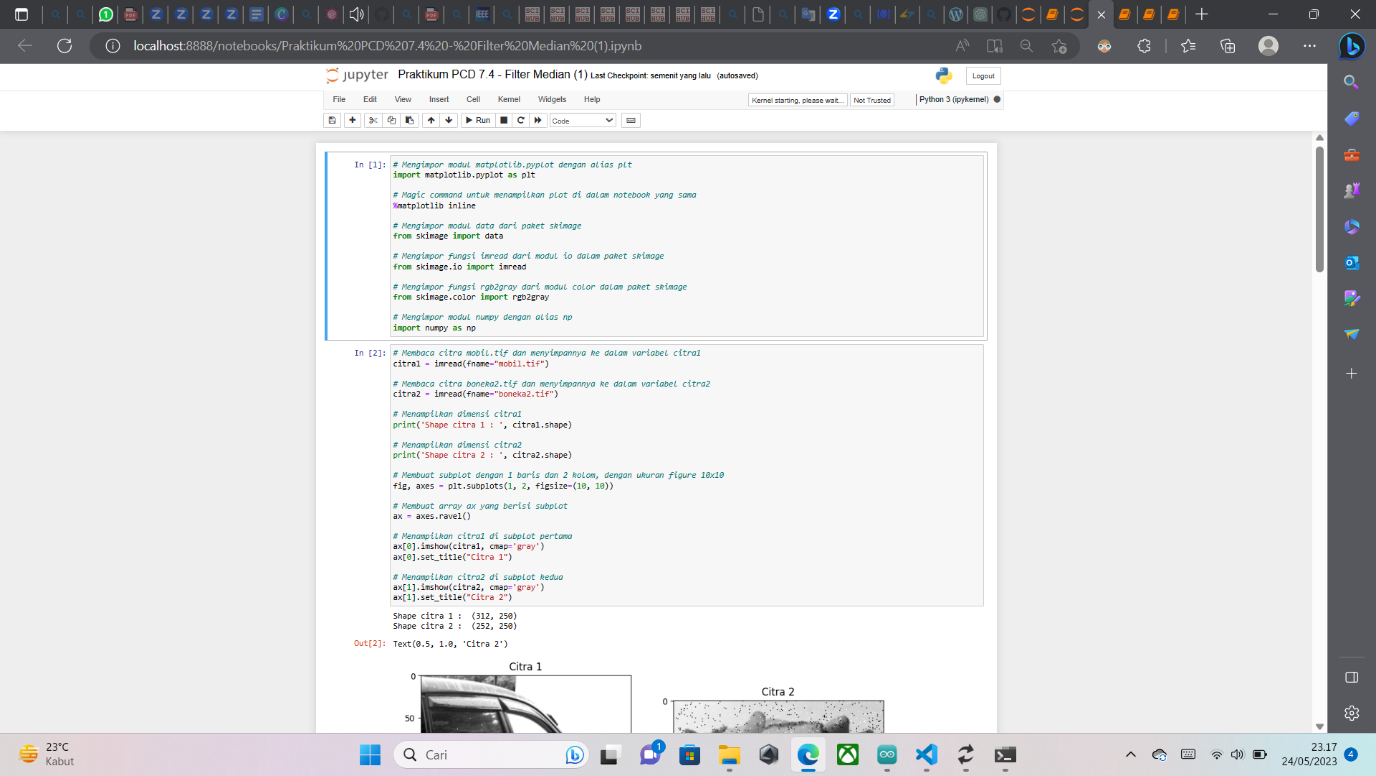 localhost:8888/notebooks/Praktikum%20PCD%207.4%20-%20Filter%20Median%20(1).ipynb
jupyter Praktikum PCD 7.4 - Filter Median (1) Last Checkpoint: semenit yang lalu (autosaved)
Logout
File Edit View Insert Cell Kernel Widgets Help
Kernel starting, please wait... Not Trusted Python 3 (ipykernel)
Run Code
In [1]: # Mengimpor modul matplotlib.pyplot dengan alias plt
import matplotlib.pyplot as plt
# Magic command untuk menampilkan plot di dalam notebook yang sama
%matplotlib inline
# Mengimpor modul data dari paket skimage
from skimage import data
# Mengimpor fungsi imread dari modul io dalam paket skimage
from skimage.io import imread
# Mengimpor fungsi rgb2gray dari modul color dalam paket skimage
from skimage.color import rgb2gray
# Mengimpor modul numpy dengan alias np
import numpy as np
In [2]: # Membaca citra mobil.tif dan menyimpannya ke dalam variabel citra1
citra1 = imread(fname="mobil.tif")
# Membaca citra boneka2.tif dan menyimpannya ke dalam variabel citra2
citra2 = imread(fname="boneka2.tif")
# Menampilkan dimensi citra1
print('Shape citra 1 : ', citra1.shape)
# Menampilkan dimensi citra2
print('Shape citra 2 : ', citra2.shape)
# Membuat subplot dengan 1 baris dan 2 kolom, dengan ukuran figure 10x10
fig, axes = plt.subplots(1, 2, figsize=(10, 10))
# Membuat array ax yang berisi subplot
ax = axes.ravel()
# Menampilkan citra1 di subplot pertama
ax[0].imshow(citra1, cmap='gray')
ax[0].set_title("Citra 1")
# Menampilkan citra2 di subplot kedua
ax[1].imshow(citra2, cmap='gray')
ax[1].set_title("Citra 2")
Shape citra 1 :  (312, 250)
Shape citra 2 :  (252, 250)
Out[2]: Text(0.5, 1.0, 'Citra 2')
Citra 1
0
50
Citra 2
0
23°C
Kabut
Cari
1
23.17
24/05/2023
4